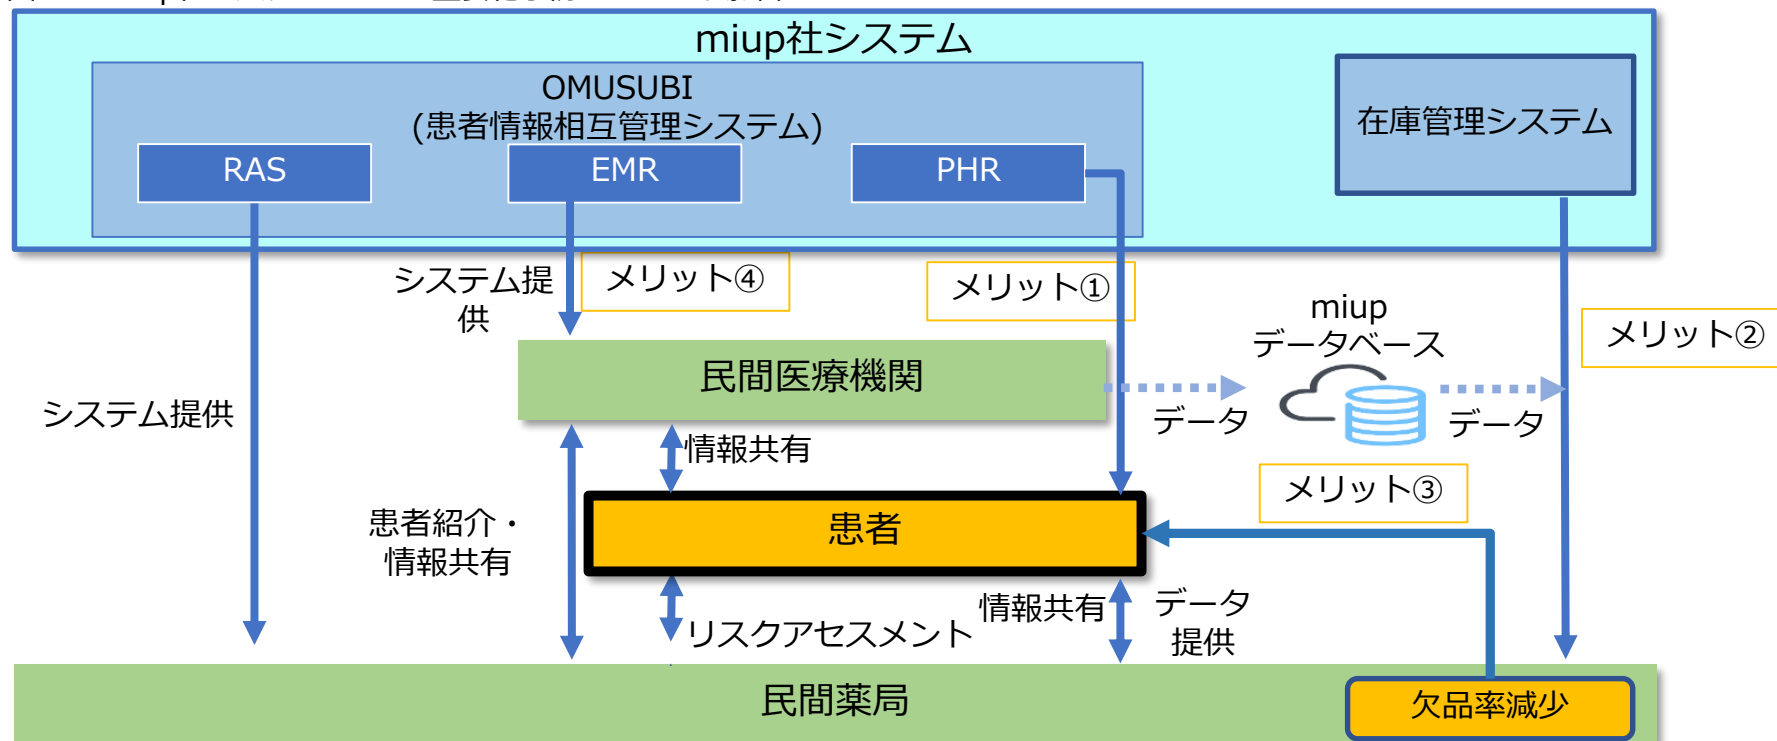 miup社システム
OMUSUBI
(患者情報相互管理システム)
在庫管理システム
RAS
EMR
PHR
システム提
供
メリット④
メリット①
miup
データベース
メリット②
民間医療機関
システム提供
データ
データ
情報共有
メリット③
患者紹介・
情報共有
患者
情報共有
データ
提供
リスクアセスメント
民間薬局
欠品率減少